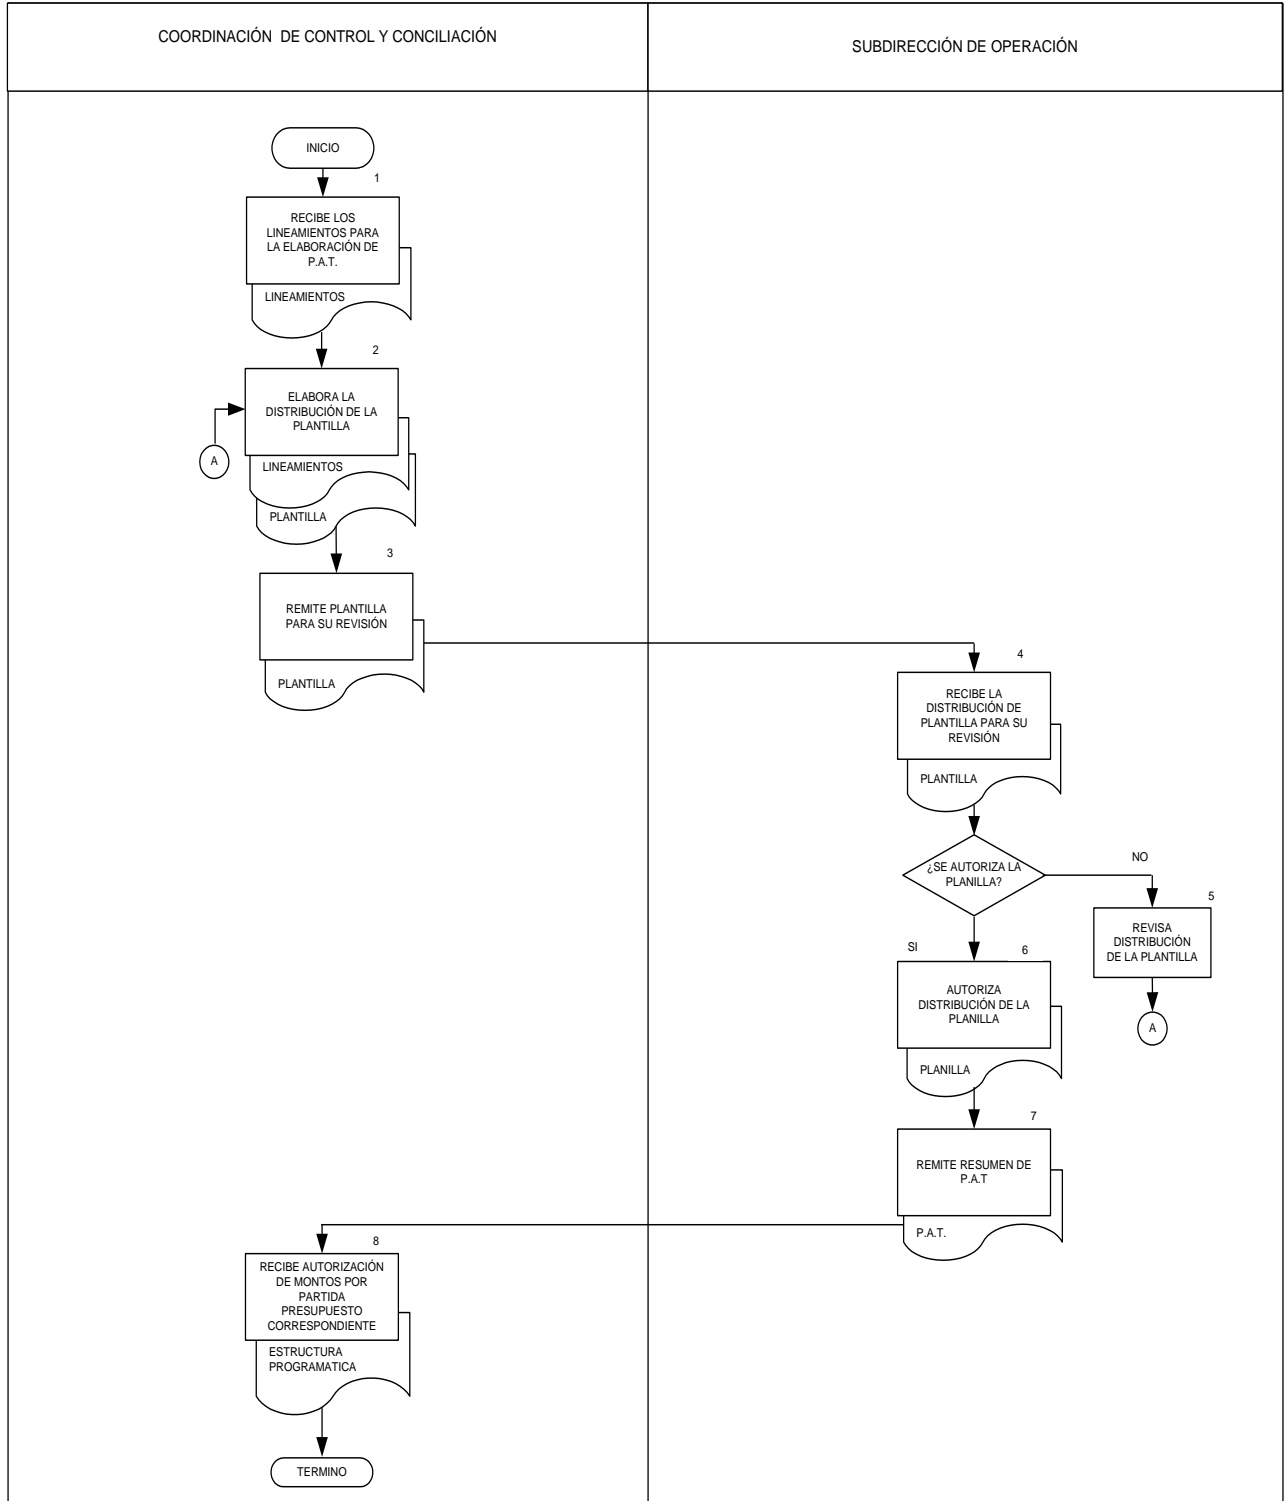 COORDINACIÓN DE CONTROL Y CONCILIACIÓN
SUBDIRECCIÓN DE OPERACIÓN
INICIO
1
RECIBE LOS
LINEAMIENTOS PARA
LA ELABORACIÓN DE
P.A.T.
LINEAMIENTOS
2
ELABORA LA
DISTRIBUCIÓN DE LA
PLANTILLA
A
LINEAMIENTOS
PLANTILLA
3
REMITE PLANTILLA
PARA SU REVISIÓN
PLANTILLA
4
RECIBE LA
DISTRIBUCIÓN DE
PLANTILLA PARA SU
REVISIÓN
PLANTILLA
¿SE AUTORIZA LA
PLANILLA?
NO
5
REVISA
DISTRIBUCIÓN
DE LA PLANTILLA
A
SI
6
AUTORIZA
DISTRIBUCIÓN DE LA
PLANILLA
PLANILLA
7
REMITE RESUMEN DE
P.A.T
P.A.T.
8
RECIBE AUTORIZACIÓN
DE MONTOS POR
PARTIDA
PRESUPUESTO
CORRESPONDIENTE
ESTRUCTURA
PROGRAMATICA
TERMINO